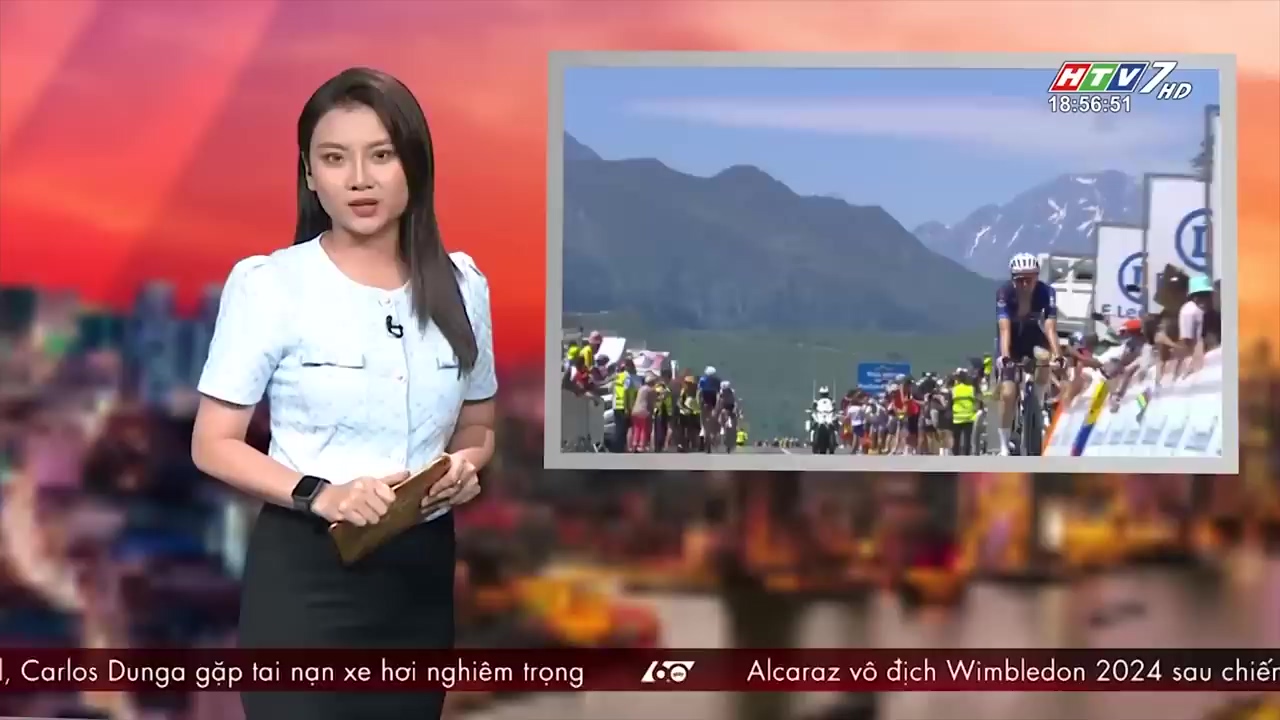 HTV7 HD
18:56:51
l, Carlos Dunga gặp tai nạn xe hơi nghiêm trọng
60
Alcaraz vô địch Wimbledon 2024 sau chiến